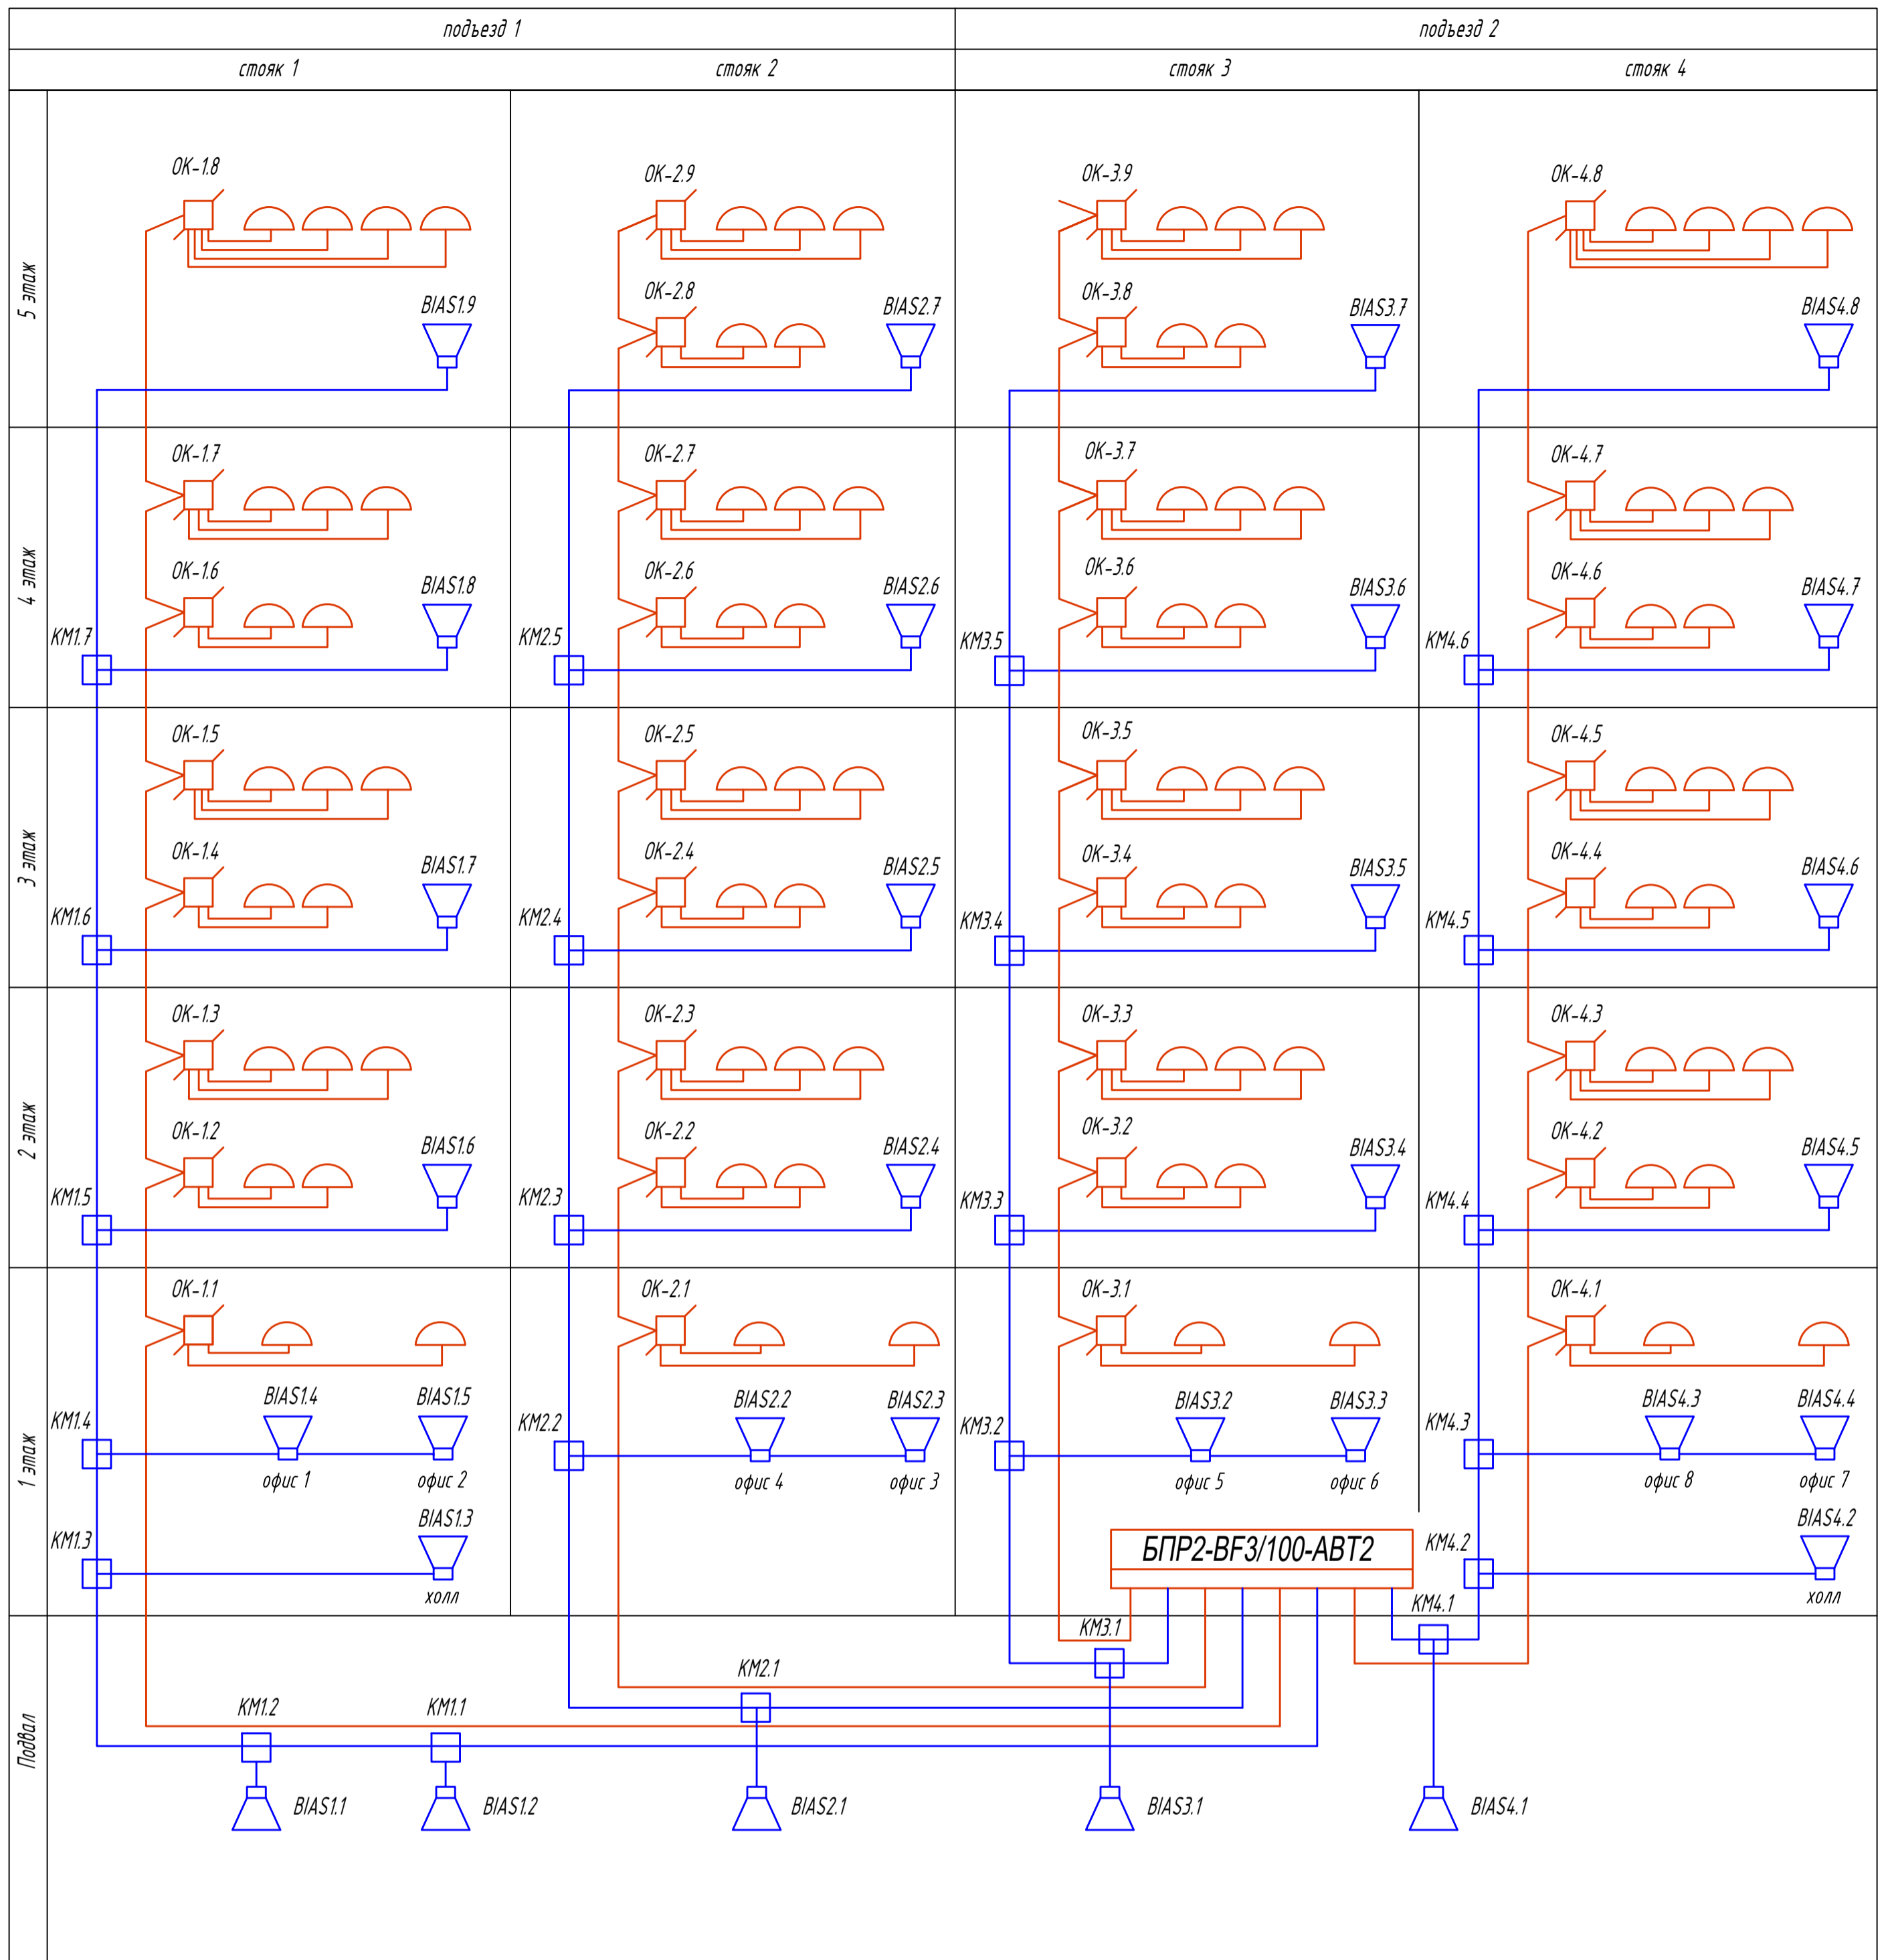 подъезд 1
подъезд 2
стояк 1
стояк 2
стояк 3
стояк 4
5 этаж
ОК-1.8
BIAS1.9
ОК-2.9
ОК-2.8
BIAS2.7
ОК-3.9
ОК-3.8
BIAS3.7
ОК-4.8
BIAS4.8
4 этаж
ОК-1.7
ОК-1.6
BIAS1.8
КМ1.7
ОК-2.7
ОК-2.6
BIAS2.6
КМ2.5
ОК-3.7
ОК-3.6
BIAS3.6
КМ3.5
ОК-4.7
ОК-4.6
BIAS4.7
КМ4.6
3 этаж
ОК-1.5
ОК-1.4
BIAS1.7
КМ1.6
ОК-2.5
ОК-2.4
BIAS2.5
КМ2.4
ОК-3.5
ОК-3.4
BIAS3.5
КМ3.4
ОК-4.5
ОК-4.4
BIAS4.6
КМ4.5
2 этаж
ОК-1.3
ОК-1.2
BIAS1.6
КМ1.5
ОК-2.3
ОК-2.2
BIAS2.4
КМ2.3
ОК-3.3
ОК-3.2
BIAS3.4
КМ3.3
ОК-4.3
ОК-4.2
BIAS4.5
КМ4.4
1 этаж
ОК-1.1
BIAS1.4
BIAS1.5
КМ1.4
офис 1
офис 2
BIAS1.3
КМ1.3
холл
ОК-2.1
BIAS2.2
BIAS2.3
КМ2.2
офис 4
офис 3
ОК-3.1
BIAS3.2
BIAS3.3
КМ3.2
офис 5
офис 6
БПР2-BF3/100-АВТ2
ОК-4.1
BIAS4.3
BIAS4.4
КМ4.3
офис 8
офис 7
BIAS4.2
КМ4.2
холл
КМ4.1
Подвал
КМ3.1
КМ2.1
КМ1.2
КМ1.1
BIAS1.1
BIAS1.2
BIAS2.1
BIAS3.1
BIAS4.1